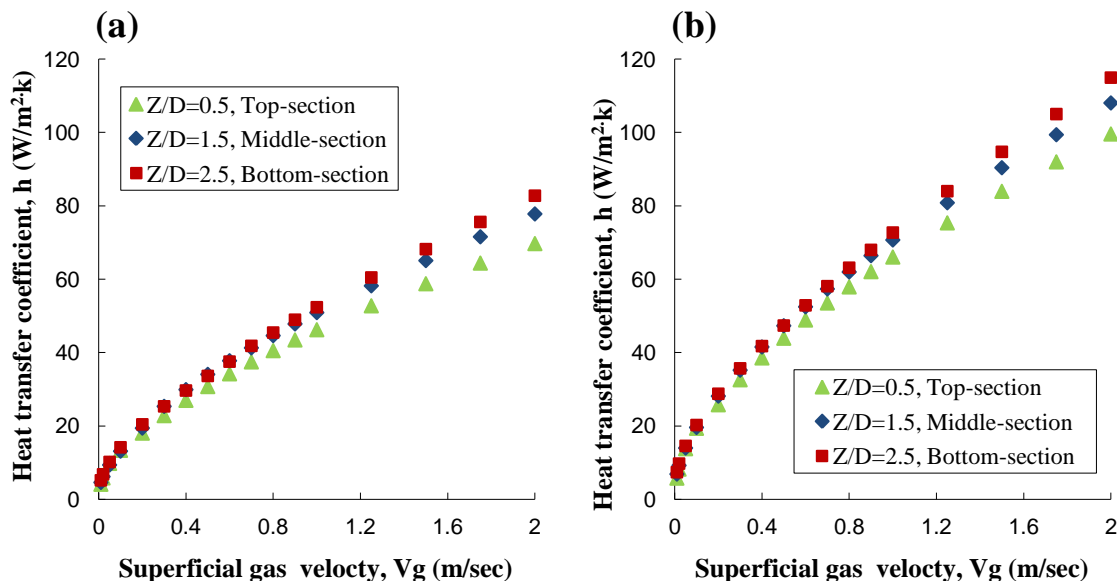 (a)
120
100
80
60
40
20
0
0
0.4
0.8
1.2
1.6
2
Heat transfer coefficient, h (W/m²·k)
Superficial gas velocty, Vg (m/sec)
Z/D=0.5, Top-section
Z/D=1.5, Middle-section
Z/D=2.5, Bottom-section
(b)
120
100
80
60
40
20
0
0
0.4
0.8
1.2
1.6
2
Heat transfer coefficient, h (W/m²·k)
Superficial gas velocty, Vg (m/sec)
Z/D=0.5, Top-section
Z/D=1.5, Middle-section
Z/D=2.5, Bottom-section